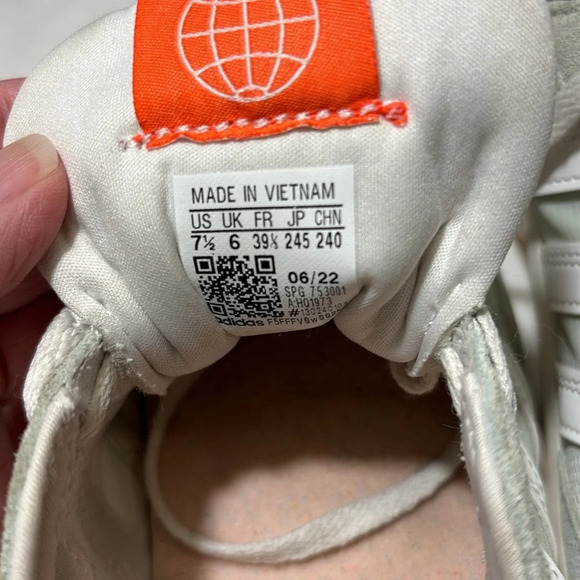 MADE IN VIETNAM
US UK FR JP CHN
7½ 6 39⅓ 245 240
06/22
SPG 753001
A:HQ1973
adidas